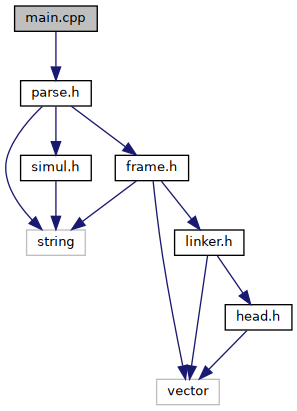 main.cpp
parse.h
simul.h
frame.h
string
linker.h
head.h
vector